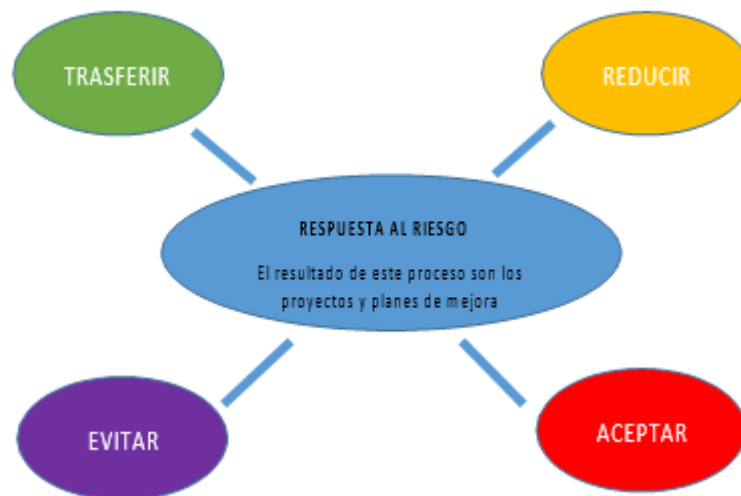 TRASFERIR
REDUCIR
RESPUESTA AL RIESGO
El resultado de este proceso son los
proyectos y planes de mejora
EVITAR
ACEPTAR